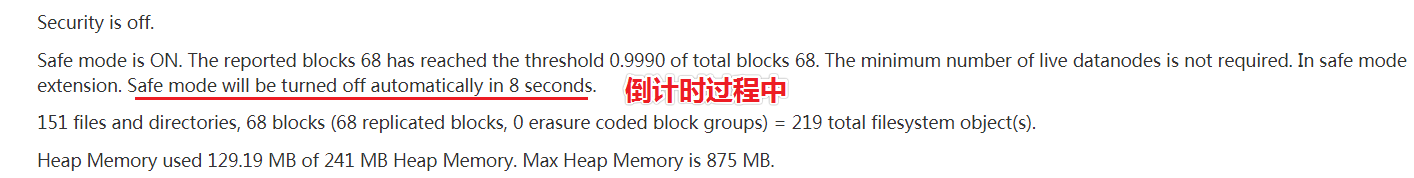 Security is off.
Safe mode is ON. The reported blocks 68 has reached the threshold 0.9990 of total blocks 68. The minimum number of live datanodes is not required. In safe mode
extension. Safe mode will be turned off automatically in 8 seconds. 倒计时过程中
151 files and directories, 68 blocks (68 replicated blocks, 0 erasure coded block groups) = 219 total filesystem object(s).
Heap Memory used 129.19 MB of 241 MB Heap Memory. Max Heap Memory is 875 MB.